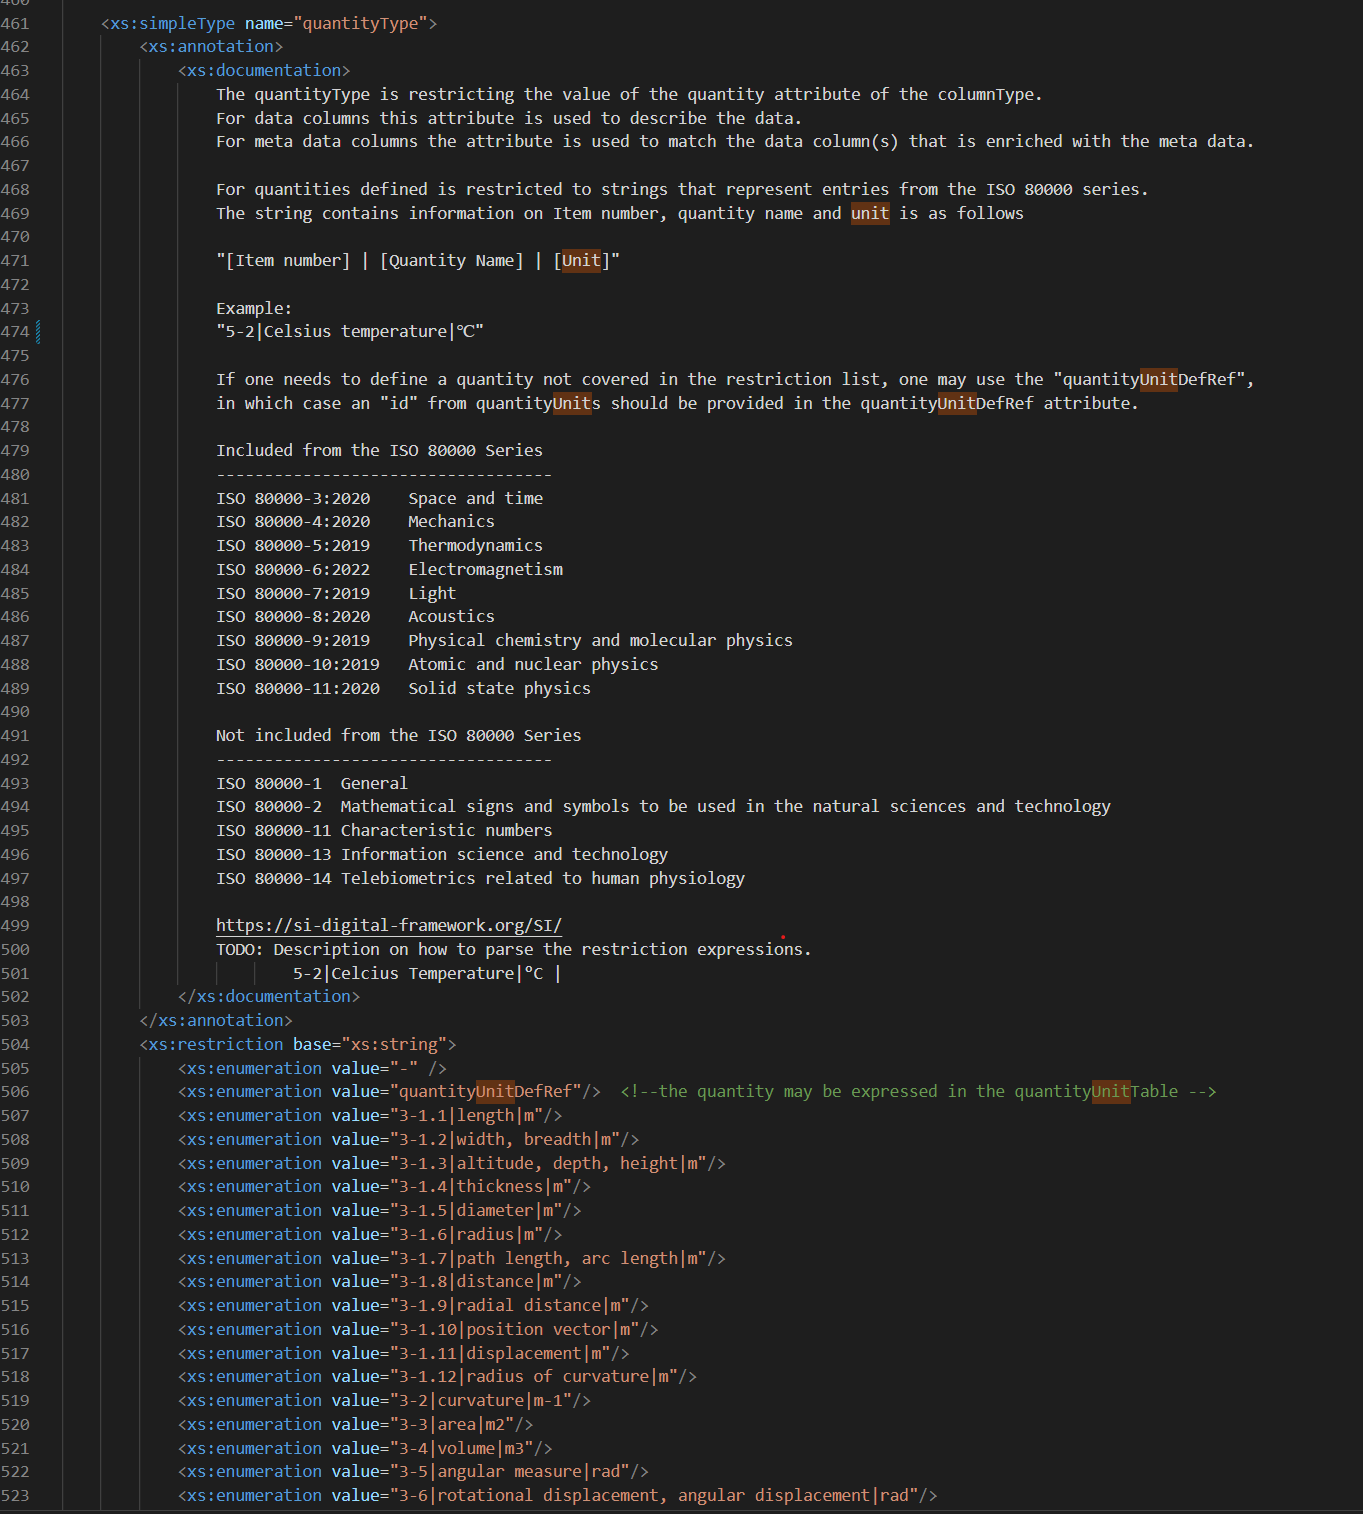 460
461 <xs:simpleType name="quantityType">
462 <xs:annotation>
463 <xs:documentation>
464 The quantityType is restricting the value of the quantity attribute of the columnType.
465 For data columns this attribute is used to describe the data.
466 For meta data columns the attribute is used to match the data column(s) that is enriched with the meta data.
467
468 For quantities defined is restricted to strings that represent entries from the ISO 80000 series.
469 The string contains information on Item number, quantity name and unit is as follows
470
471 "[Item number] | [Quantity Name] | [Unit]"
472
473 Example:
474 "5-2|Celsius temperature|℃"
475
476 If one needs to define a quantity not covered in the restriction list, one may use the "quantityUnitDefRef",
477 in which case an "id" from quantityUnits should be provided in the quantityUnitDefRef attribute.
478
479 Included from the ISO 80000 Series
480 -----------------------------------
481 ISO 80000-3:2020    Space and time
482 ISO 80000-4:2020    Mechanics
483 ISO 80000-5:2019    Thermodynamics
484 ISO 80000-6:2022    Electromagnetism
485 ISO 80000-7:2019    Light
486 ISO 80000-8:2020    Acoustics
487 ISO 80000-9:2019    Physical chemistry and molecular physics
488 ISO 80000-10:2019   Atomic and nuclear physics
489 ISO 80000-11:2020   Solid state physics
490
491 Not included from the ISO 80000 Series
492 -----------------------------------
493 ISO 80000-1  General
494 ISO 80000-2  Mathematical signs and symbols to be used in the natural sciences and technology
495 ISO 80000-11 Characteristic numbers
496 ISO 80000-13 Information science and technology
497 ISO 80000-14 Telebiometrics related to human physiology
498
499 https://si-digital-framework.org/SI/
500 TODO: Description on how to parse the restriction expressions.
501 5-2|Celcius Temperature|°C |
502 </xs:documentation>
503 </xs:annotation>
504 <xs:restriction base="xs:string">
505 <xs:enumeration value="-" />
506 <xs:enumeration value="quantityUnitDefRef"/>  <!--the quantity may be expressed in the quantityUnitTable -->
507 <xs:enumeration value="3-1.1|length|m"/>
508 <xs:enumeration value="3-1.2|width, breadth|m"/>
509 <xs:enumeration value="3-1.3|altitude, depth, height|m"/>
510 <xs:enumeration value="3-1.4|thickness|m"/>
511 <xs:enumeration value="3-1.5|diameter|m"/>
512 <xs:enumeration value="3-1.6|radius|m"/>
513 <xs:enumeration value="3-1.7|path length, arc length|m"/>
514 <xs:enumeration value="3-1.8|distance|m"/>
515 <xs:enumeration value="3-1.9|radial distance|m"/>
516 <xs:enumeration value="3-1.10|position vector|m"/>
517 <xs:enumeration value="3-1.11|displacement|m"/>
518 <xs:enumeration value="3-1.12|radius of curvature|m"/>
519 <xs:enumeration value="3-2|curvature|m-1"/>
520 <xs:enumeration value="3-3|area|m2"/>
521 <xs:enumeration value="3-4|volume|m3"/>
522 <xs:enumeration value="3-5|angular measure|rad"/>
523 <xs:enumeration value="3-6|rotational displacement, angular displacement|rad"/>